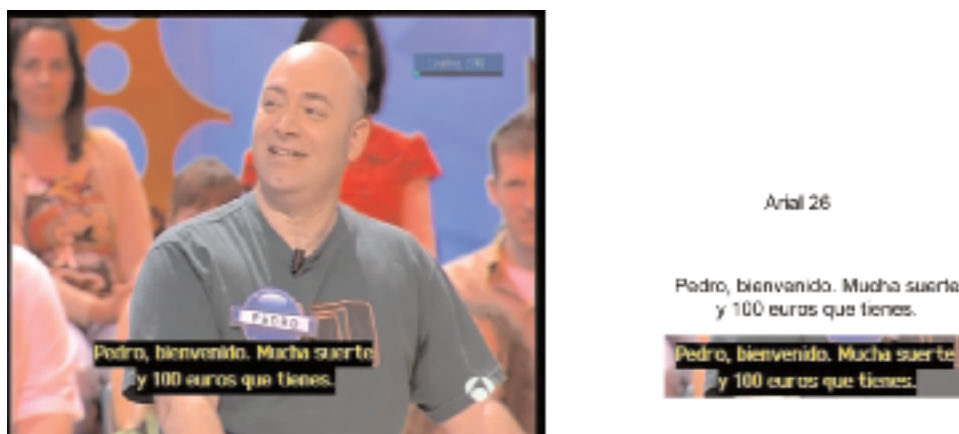 PEDRO
Pedro, bienvenido. Mucha suerte
y 100 euros que tienes.
Arial 26
Pedro, bienvenido. Mucha suerte
y 100 euros que tienes.
Pedro, bienvenido. Mucha suerte
y 100 euros que tienes.